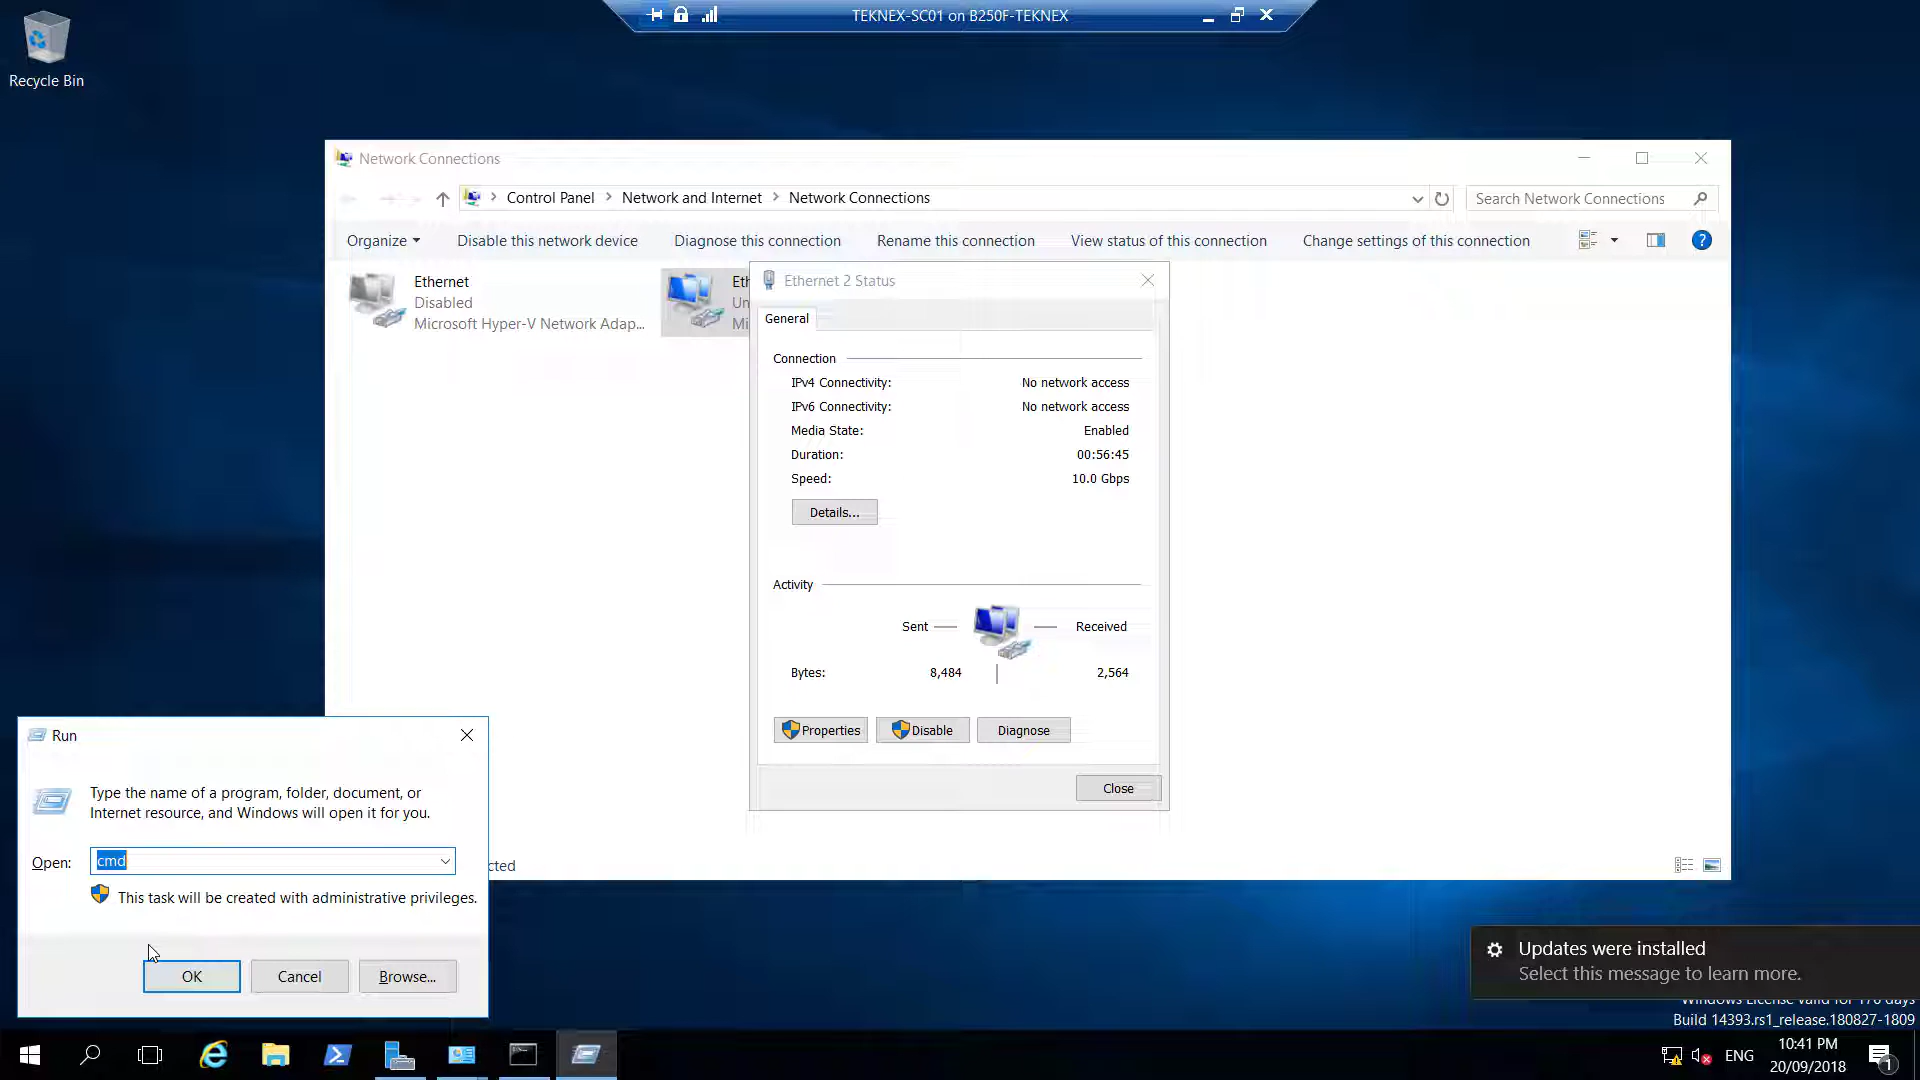 TEKNEX-SC01 on B250F-TEKNEX
Recycle Bin
Network Connections
Control Panel
Network and Internet
Network Connections
Search Network Connections
Organize
Disable this network device
Diagnose this connection
Rename this connection
View status of this connection
Change settings of this connection
Ethernet
Disabled
Microsoft Hyper-V Network Adap...
Eth
Un
Mi
Ethernet 2 Status
General
Connection
IPv4 Connectivity: No network access
IPv6 Connectivity: No network access
Media State: Enabled
Duration: 00:56:45
Speed: 10.0 Gbps
Details...
Activity
Sent
Received
Bytes: 8,484 2,564
Properties
Disable
Diagnose
Close
Run
Type the name of a program, folder, document, or
Internet resource, and Windows will open it for you.
Open: cmd
This task will be created with administrative privileges.
OK
Cancel
Browse...
cted
Updates were installed
Select this message to learn more.
Windows License valid for 178 days
Build 14393.rs1_release.180827-1809
ENG
10:41 PM
20/09/2018
1